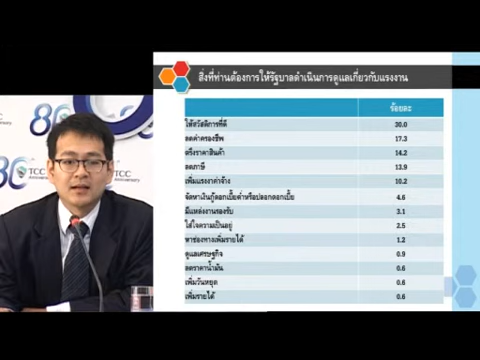 สิ่งที่ท่านต้องการให้รัฐบาลดำเนินการดูแลเกี่ยวกับแรงงาน
ร้อยละ
ให้สวัสดิการที่ดี 30.0
ลดค่าครองชีพ 17.3
ตรึงราคาสินค้า 14.2
ลดภาษี 13.9
เพิ่มแรงงาค่าจ้าง 10.2
จัดหาเงินกู้ดอกเบี้ยต่ำหรือปลอดดอกเบี้ย 4.6
มีแหล่งงานรองรับ 3.1
ใส่ใจความเป็นอยู่ 2.5
หาช่องทางเพิ่มรายได้ 1.2
ดูแลเศรษฐกิจ 0.9
ลดราคาน้ำมัน 0.6
เพิ่มวันหยุด 0.6
เพิ่มรายได้ 0.6
80
TCC
TCC
Anniversary